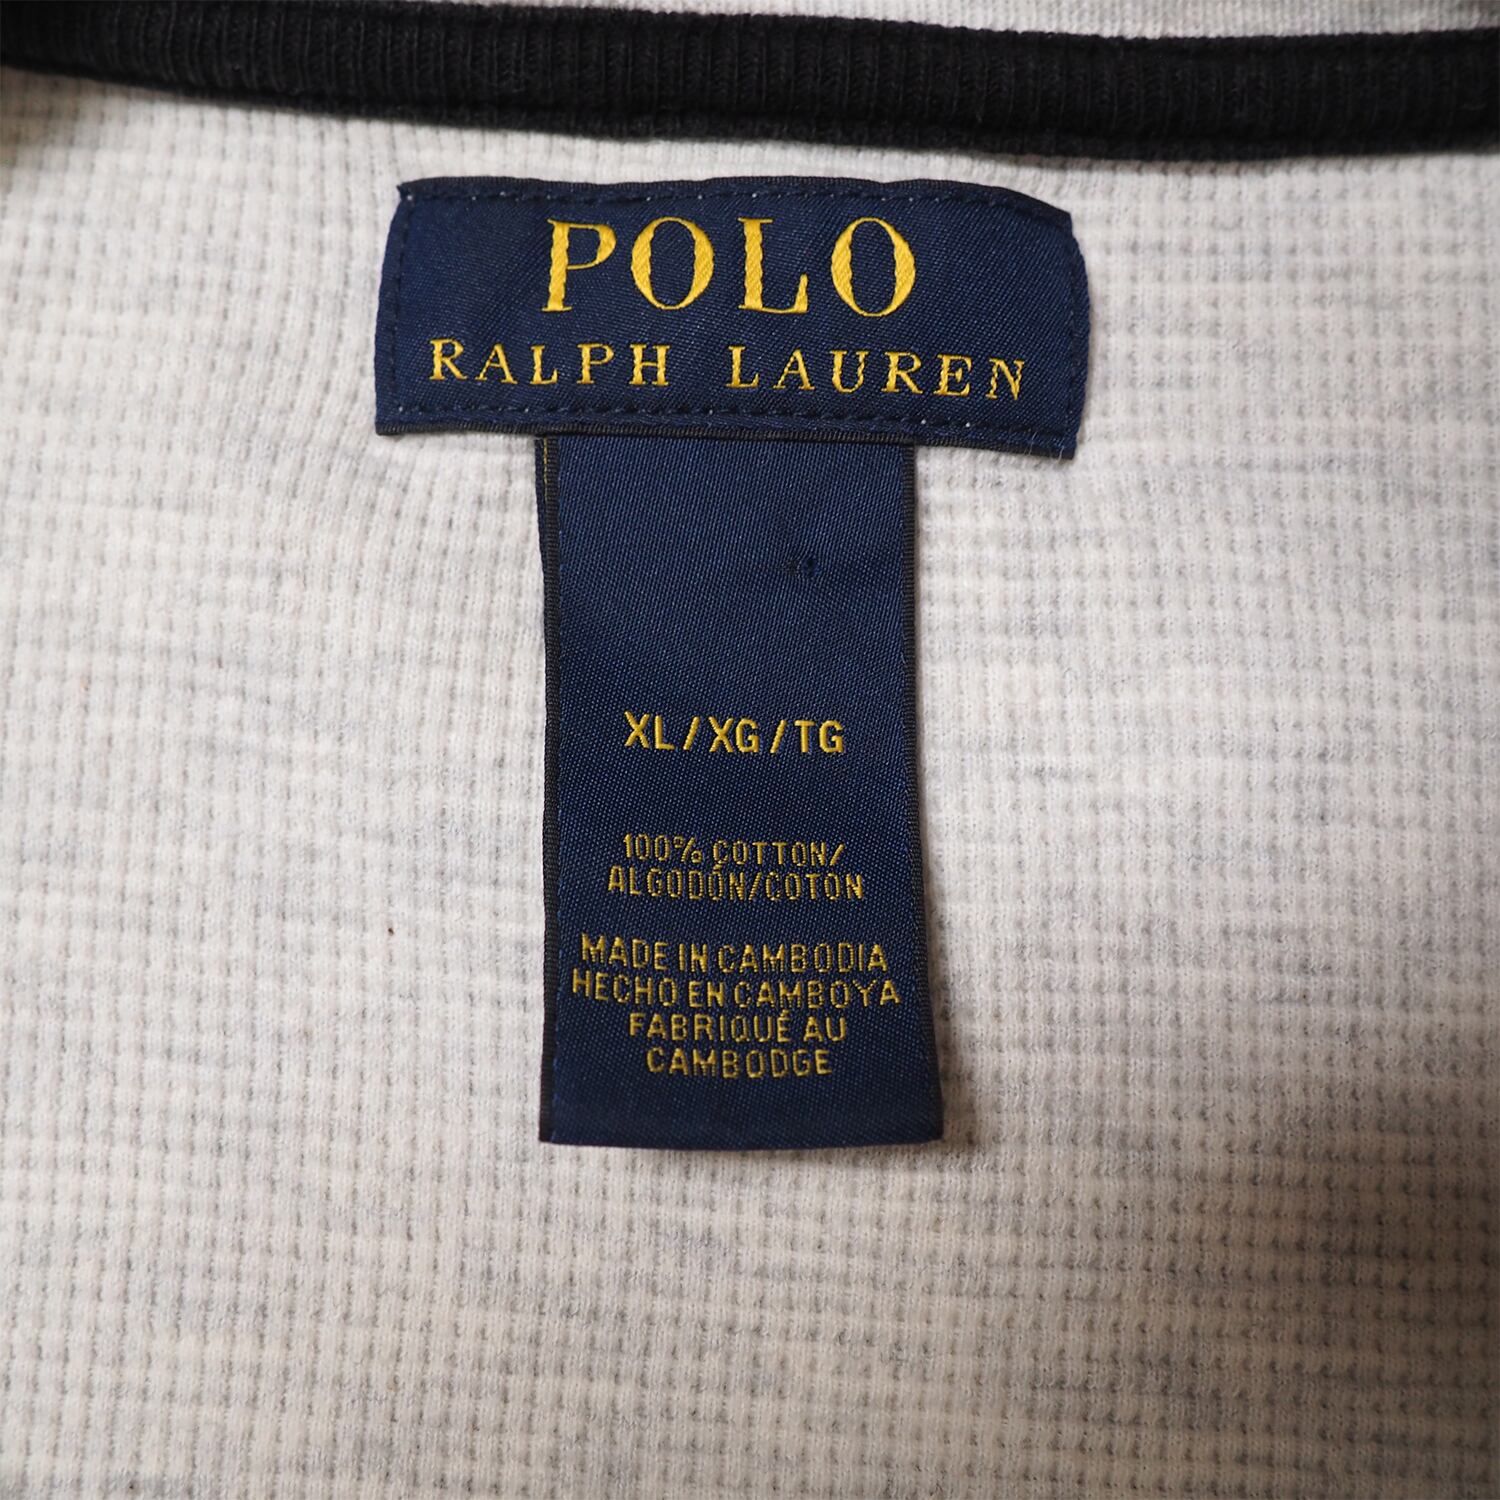 POLO
RALPH LAUREN
XL/XG/TG
100% COTTON/
ALGODÓN/COTON
MADE IN CAMBODIA
HECHO EN CAMBOYA
FABRIQUÉ AU
CAMBODGE